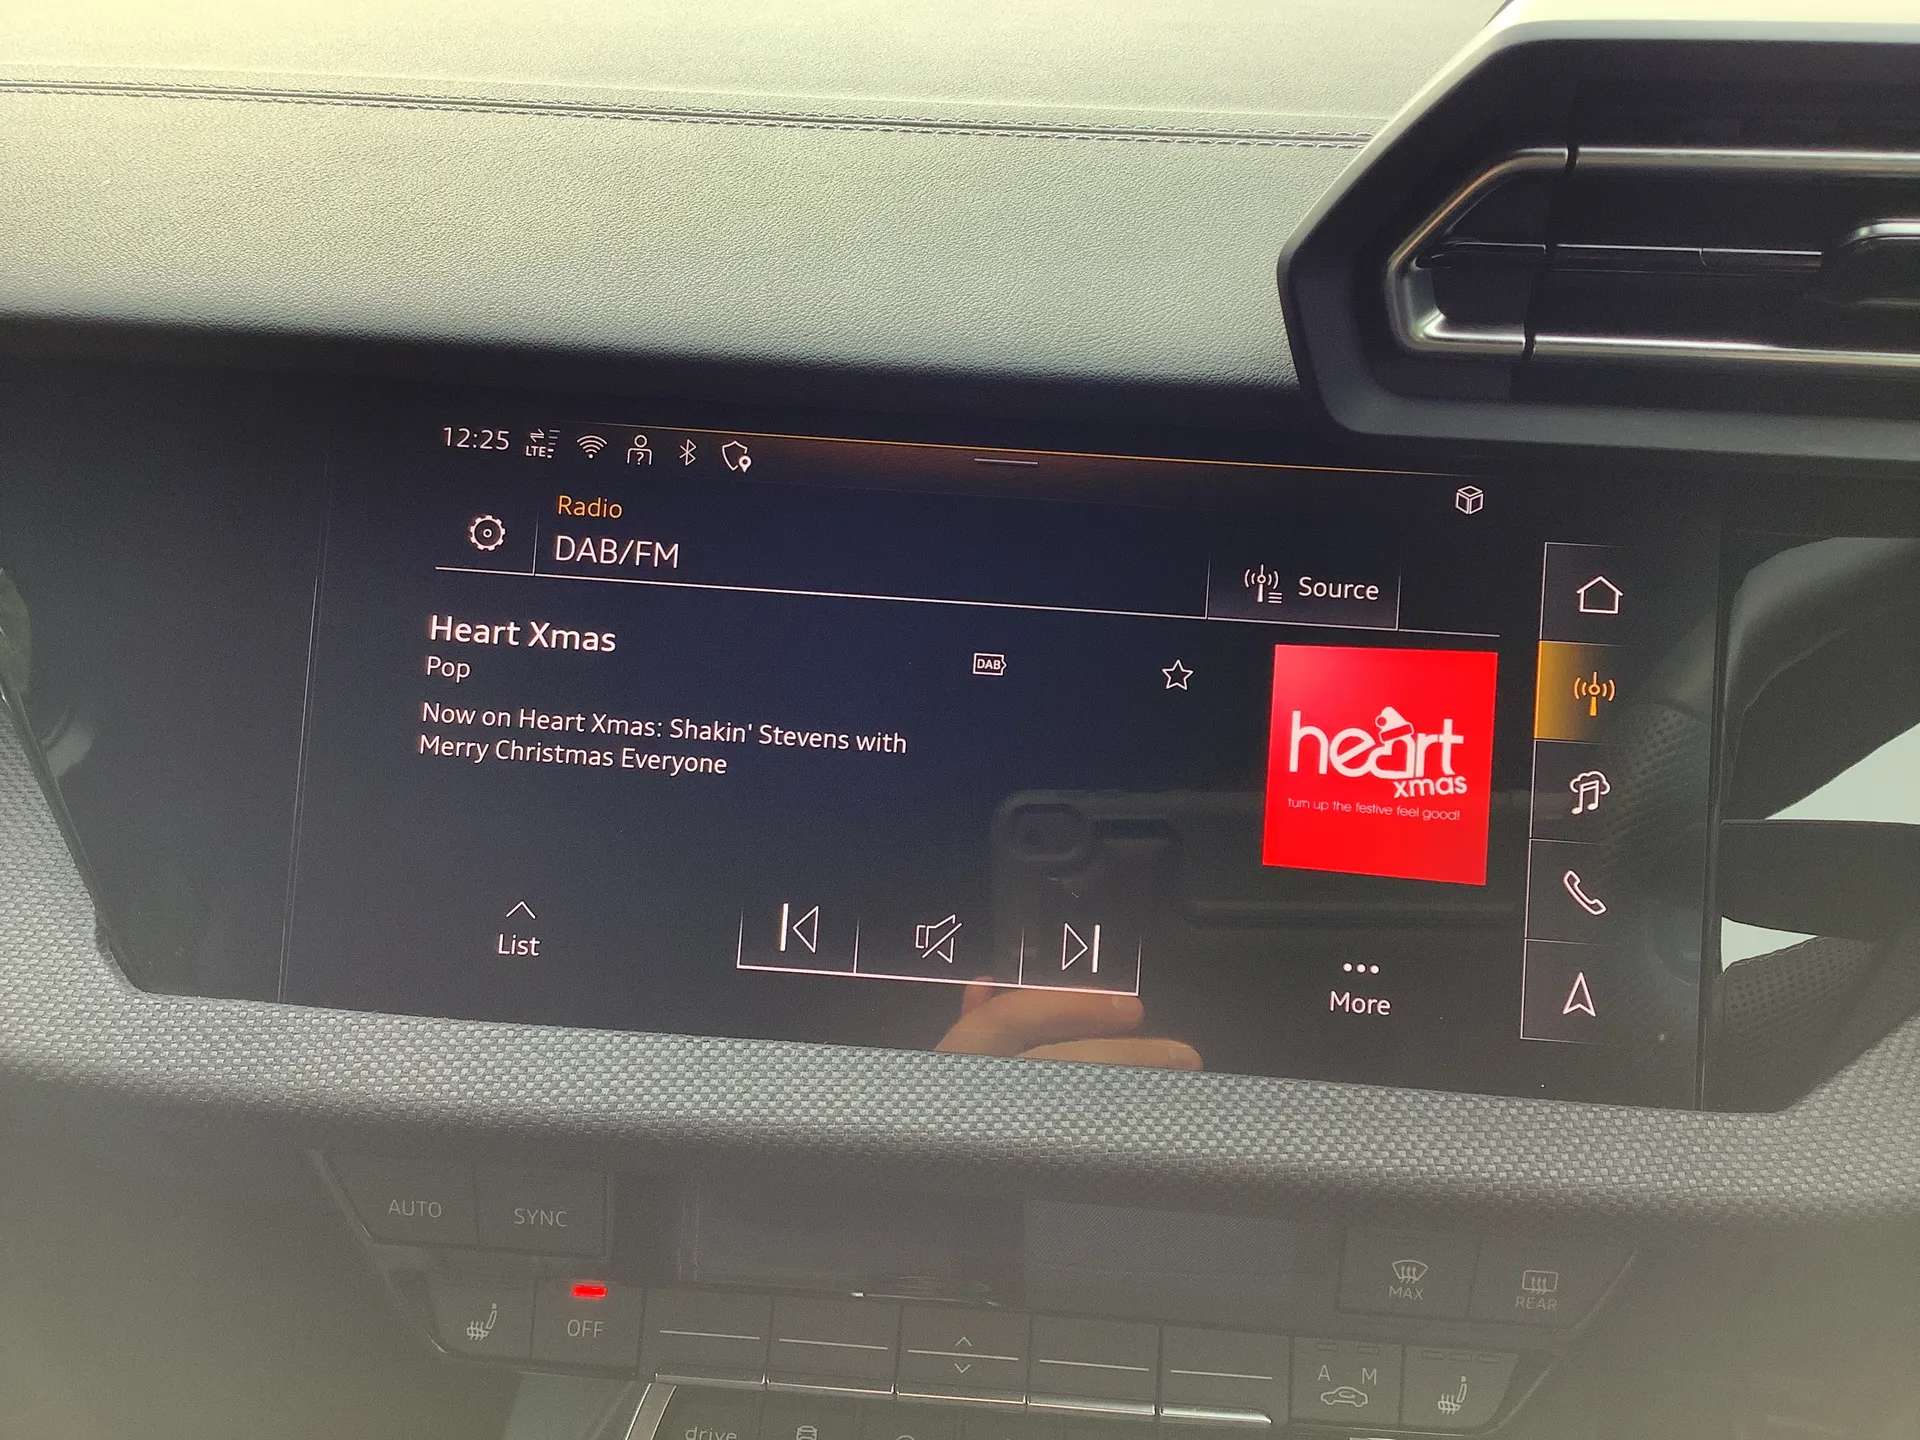 12:25 LTE
Radio
DAB/FM
Source
Heart Xmas
Pop
DAB
Now on Heart Xmas: Shakin' Stevens with
Merry Christmas Everyone
heart
xmas
turn up the festive feel good!
List
More
AUTO
SYNC
MAX
REAR
OFF
A M
drive